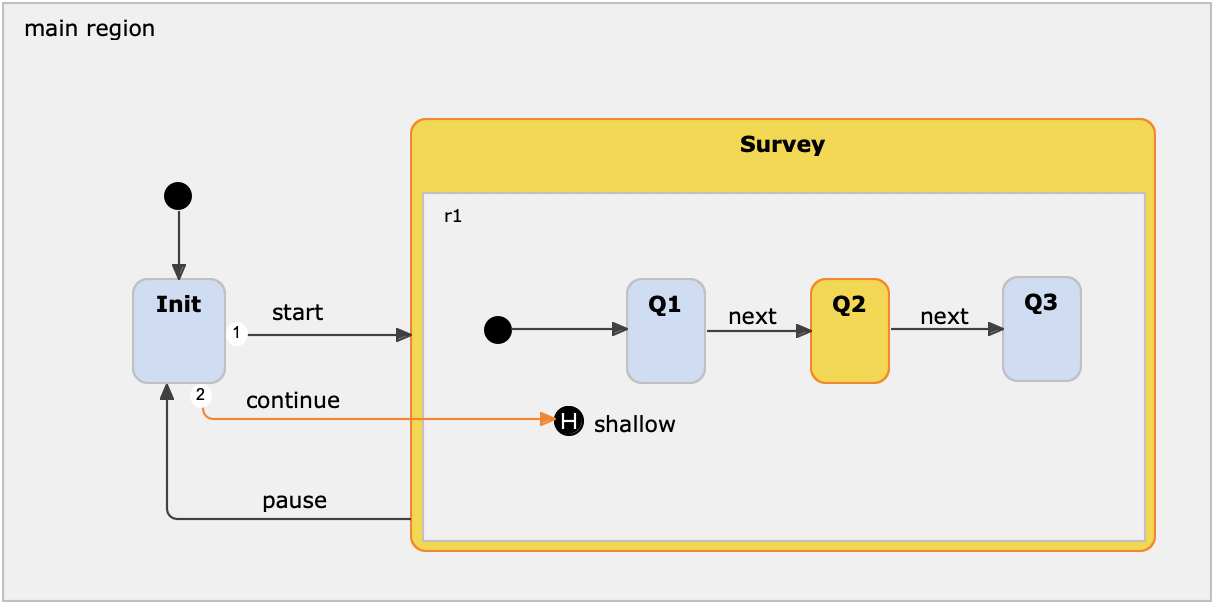 main region
Survey
r1
Init
1
start
Q1
next
Q2
next
Q3
2
continue
H
shallow
pause